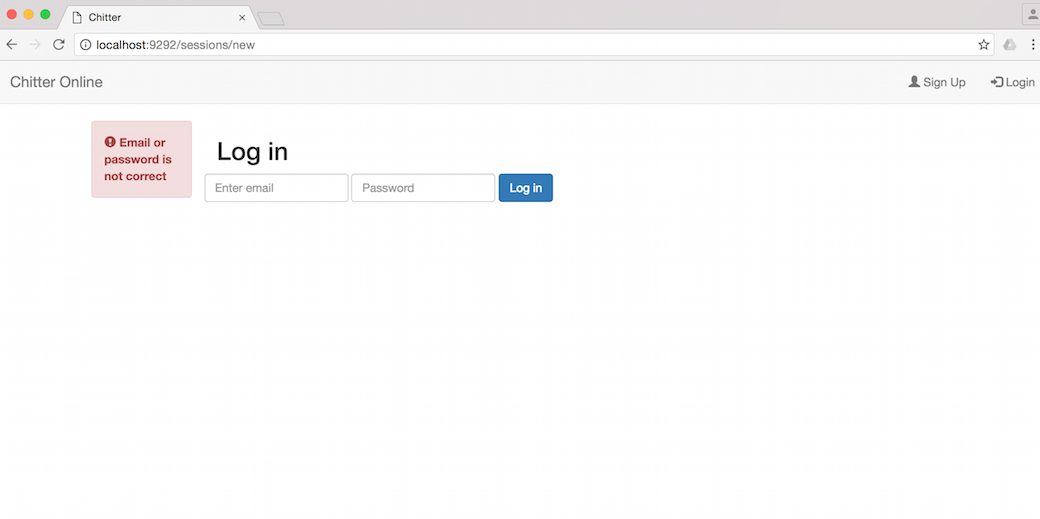 Chitter
localhost:9292/sessions/new
Chitter Online
Sign Up
Login
Email or
password is
not correct
Log in
Enter email
Password
Log in